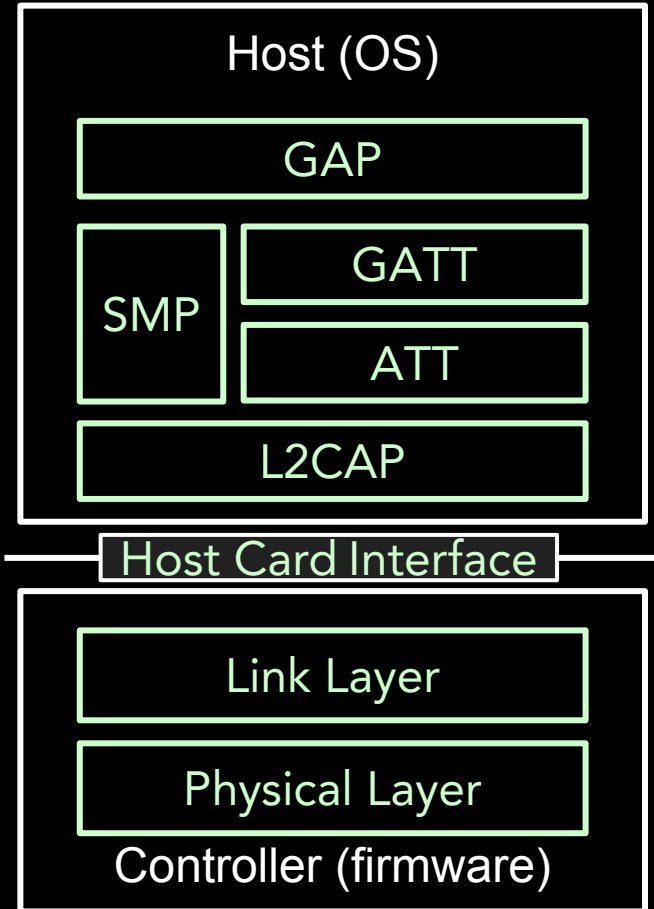 Host (OS)
GAP
SMP
GATT
ATT
L2CAP
Host Card Interface
Link Layer
Physical Layer
Controller (firmware)